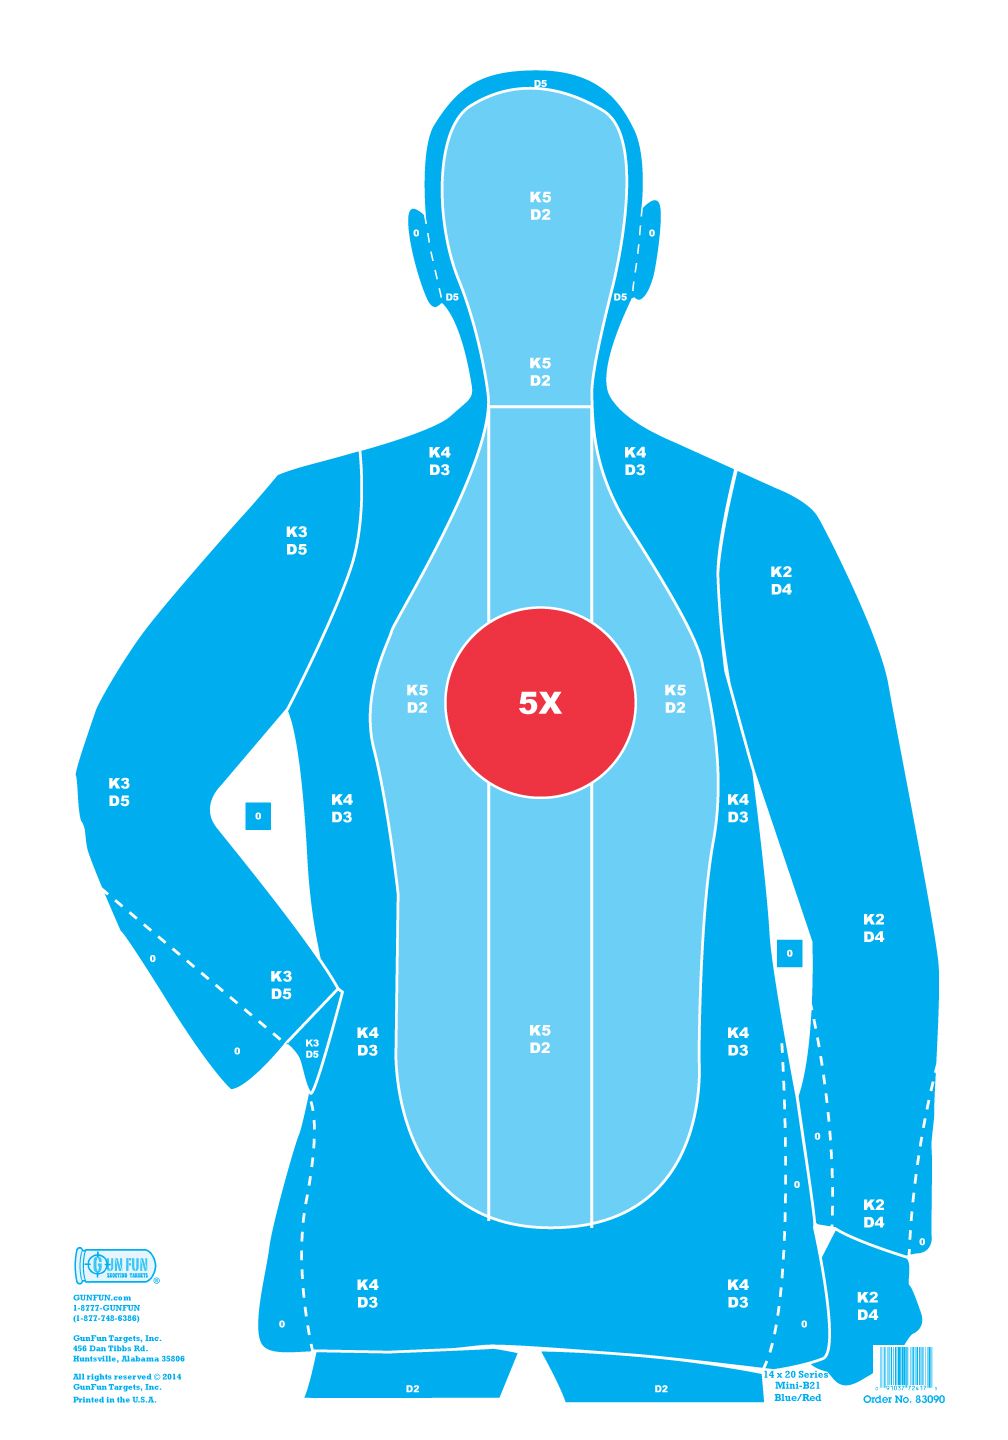 D5
K5
D2
0
0
D5
D5
K5
D2
K4
D3
K4
D3
K3
D5
K2
D4
K5
D2
5X
K5
D2
K3
D5
K4
D3
K4
D3
0
K2
D4
0
0
K3
D5
K5
D2
K4
D3
K4
D3
K3
D5
0
0
0
K2
D4
0
K4
D3
K4
D3
K2
D4
0
0
D2
D2
GUN FUN
SHOOTING TARGETS
®
GUNFUN.com
1-8777-GUNFUN
(1-877-748-6386)
GunFun Targets, Inc.
456 Dan Tibbs Rd.
Huntsville, Alabama 35806
All rights reserved © 2014
GunFun Targets, Inc.
Printed in the U.S.A.
14 x 20 Series
Mini-B21
Blue/Red
Order No. 83090